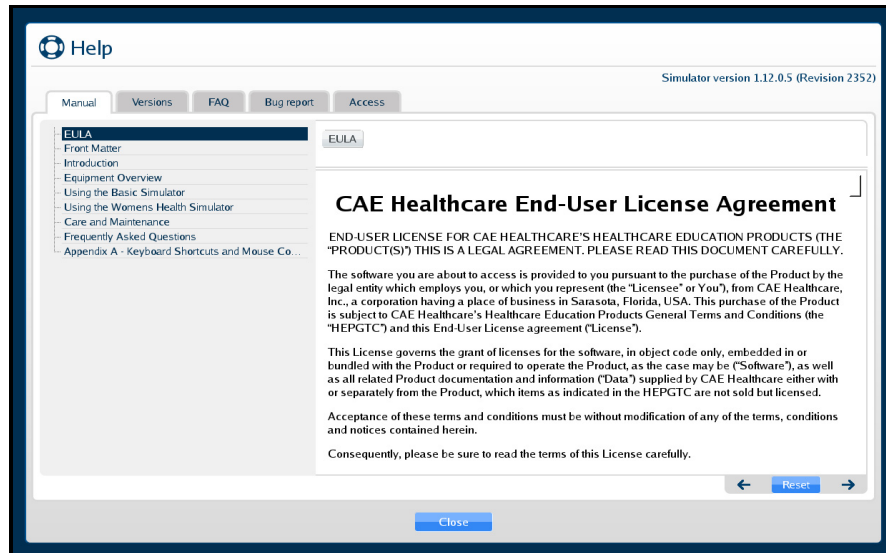 Help
Simulator version 1.12.0.5 (Revision 2352)
Manual
Versions
FAQ
Bug report
Access
EULA
Front Matter
Introduction
Equipment Overview
Using the Basic Simulator
Using the Womens Health Simulator
Care and Maintenance
Frequently Asked Questions
Appendix A - Keyboard Shortcuts and Mouse Co...
EULA
CAE Healthcare End-User License Agreement
END-USER LICENSE FOR CAE HEALTHCARE'S HEALTHCARE EDUCATION PRODUCTS (THE
"PRODUCT(S)") THIS IS A LEGAL AGREEMENT. PLEASE READ THIS DOCUMENT CAREFULLY.
The software you are about to access is provided to you pursuant to the purchase of the Product by the
legal entity which employs you, or which you represent (the "Licensee" or You"), from CAE Healthcare,
Inc., a corporation having a place of business in Sarasota, Florida, USA. This purchase of the Product
is subject to CAE Healthcare's Healthcare Education Products General Terms and Conditions (the
"HEPGTC") and this End-User License agreement ("License").
This License governs the grant of licenses for the software, in object code only, embedded in or
bundled with the Product or required to operate the Product, as the case may be ("Software"), as well
as all related Product documentation and information ("Data") supplied by CAE Healthcare either with
or separately from the Product, which items as indicated in the HEPGTC are not sold but licensed.
Acceptance of these terms and conditions must be without modification of any of the terms, conditions
and notices contained herein.
Consequently, please be sure to read the terms of this License carefully.
Reset
Close